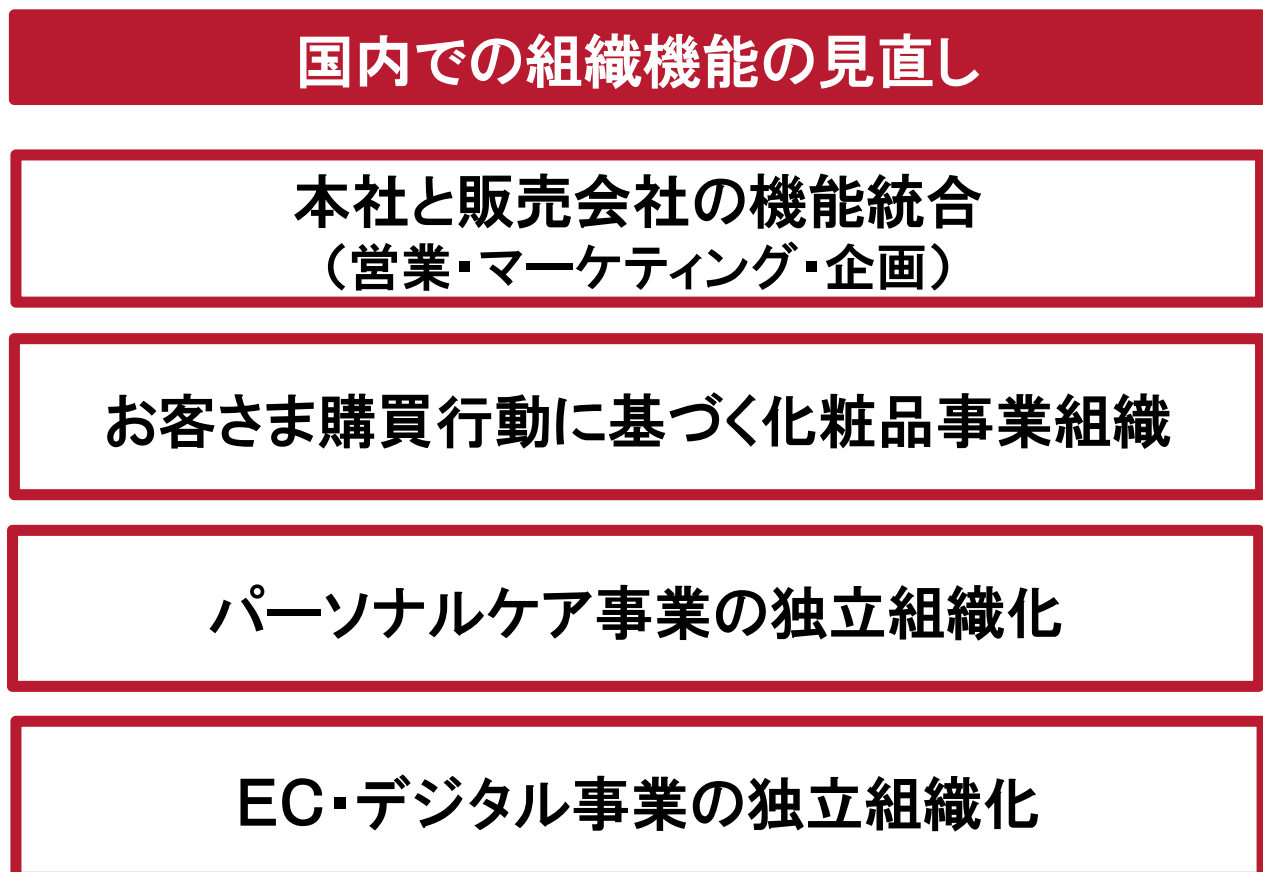 国内での組織機能の見直し
本社と販売会社の機能統合
（営業・マーケティング・企画）
お客さま購買行動に基づく化粧品事業組織
パーソナルケア事業の独立組織化
ＥＣ・デジタル事業の独立組織化